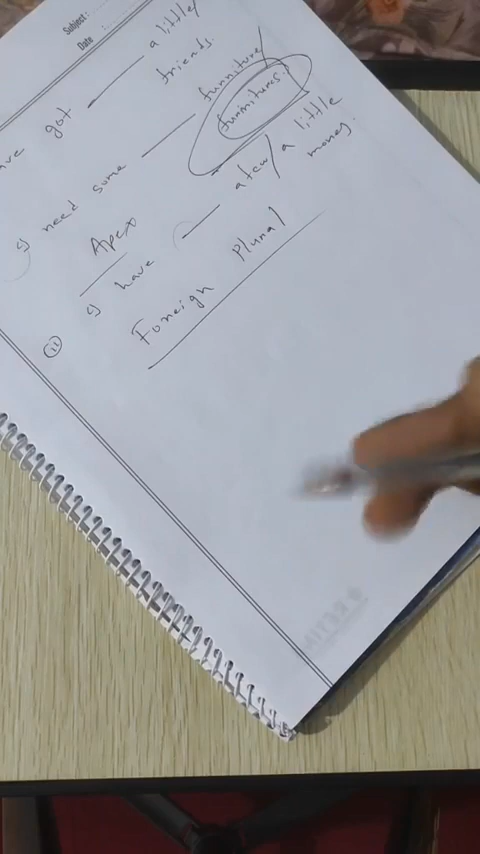 Subject :
Date :
got ___ a little/
friends.
I need some ___ furniture/
furnitures.
Apex
I have ___ a few/ a little
money.
(ii) Foreign Plural